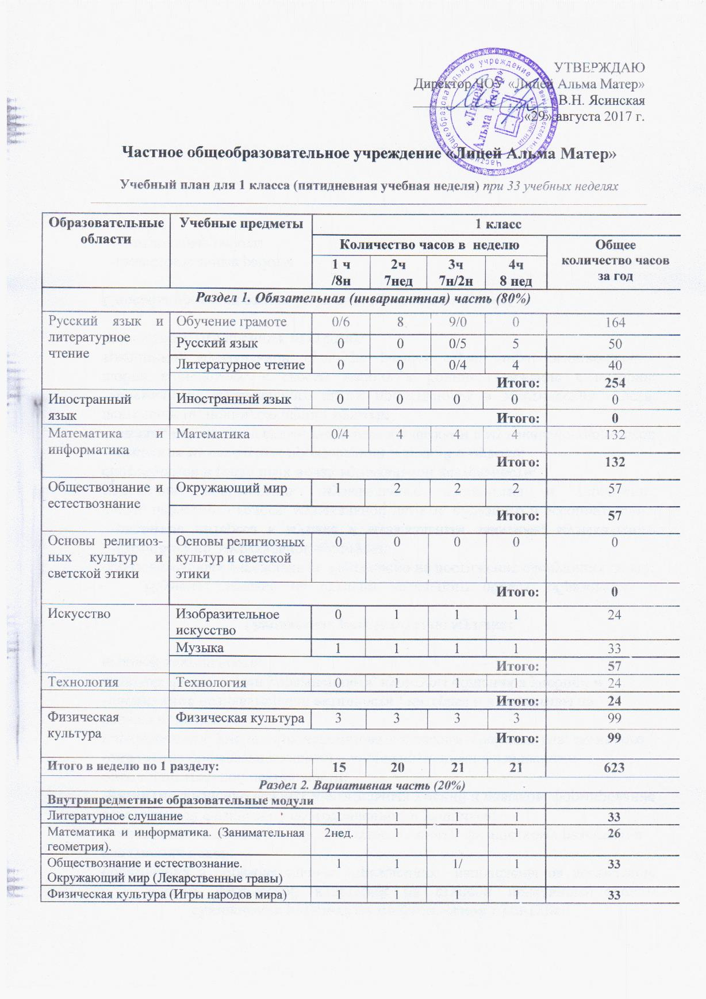 УТВЕРЖДАЮ
Директор ЧОУ «Лицей Альма Матер»
В.Н. Ясинская
«29» августа 2017 г.
Частное общеобразовательное учреждение
«Лицей
Альма Матер»
Частное общеобразовательное учреждение «Лицей Альма Матер»
Учебный план для 1 класса (пятидневная учебная неделя) при 33 учебных неделях
Образовательные области Учебные предметы 1 класс
Количество часов в неделю Общее количество часов за год
1 ч /8н 2ч 7нед 3ч 7н/2н 4ч 8 нед
Раздел 1. Обязательная (инвариантная) часть (80%)
Русский язык и литературное чтение Обучение грамоте 0/6 8 9/0 0 164
Русский язык 0 0 0/5 5 50
Литературное чтение 0 0 0/4 4 40
Итого: 254
Иностранный язык Иностранный язык 0 0 0 0 0
Итого: 0
Математика и информатика Математика 0/4 4 4 4 132
Итого: 132
Обществознание и естествознание Окружающий мир 1 2 2 2 57
Итого: 57
Основы религиоз-
ных культур и
светской этики
Основы религиозных
культур и светской
этики
0 0 0 0 0
Итого: 0
Искусство Изобразительное искусство 0 1 1 1 24
Музыка 1 1 1 1 33
Итого: 57
Технология Технология 0 1 1 1 24
Итого: 24
Физическая культура Физическая культура 3 3 3 3 99
Итого: 99
Итого в неделю по 1 разделу: 15 20 21 21 623
Раздел 2. Вариативная часть (20%)
Внутрипредметные образовательные модули
Литературное слушание 1 1 1 1 33
Математика и информатика. (Занимательная
геометрия). 2нед. 1 1 1 26
Обществознание и естествознание.
Окружающий мир (Лекарственные травы) 1 1 1/ 1 33
Физическая культура (Игры народов мира) 1 1 1 1 33